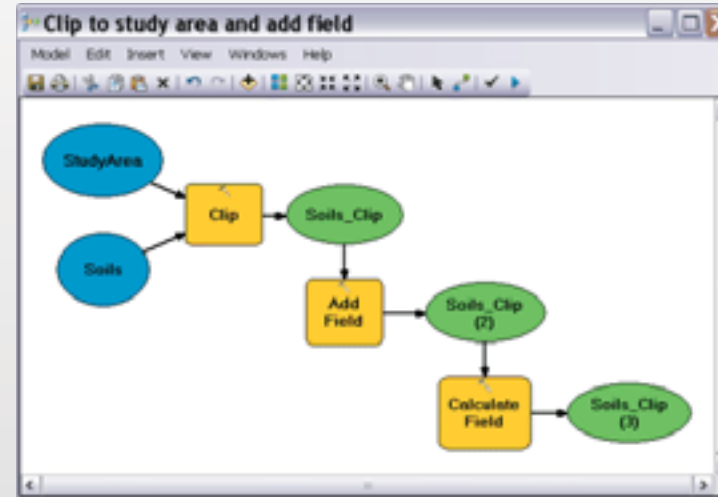 Clip to study area and add field
Model Edit Insert View Windows Help
StudyArea
Clip
Soils_Clip
Soils
Add
Field
Soils_Clip
(2)
Calculate
Field
Soils_Clip
(3)